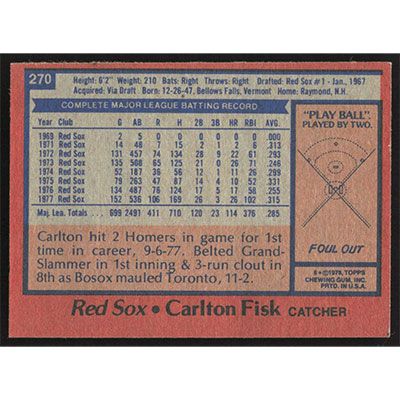 270
Height: 6'2" Weight: 210 Bats: Right Throws: Right Drafted: Red Sox #1 - Jan., 1967
Acquired: Via Draft Born: 12-26-47, Bellows Falls, Vermont Home: Raymond, N.H.
COMPLETE MAJOR LEAGUE BATTING RECORD
Year Club G AB R H 2B 3B HR RBI AVG.
1969 Red Sox 2 5 0 0 0 0 0 0 .000
1971 Red Sox 14 48 7 15 2 1 2 6 .313
1972 Red Sox 131 457 74 134 28 9 22 61 .293
1973 Red Sox 135 508 65 125 21 0 26 71 .246
1974 Red Sox 52 187 36 56 12 1 11 26 .299
1975 Red Sox 79 263 47 87 14 4 10 52 .331
1976 Red Sox 134 487 76 124 17 5 17 58 .255
1977 Red Sox 152 536 106 169 26 3 26 102 .315
Maj. Lea. Totals 699 2491 411 710 120 23 114 376 .285
Carlton hit 2 Homers in game for 1st
time in career, 9-6-77. Belted Grand-
Slammer in 1st inning & 3-run clout in
8th as Bosox mauled Toronto, 11-2.
"PLAY BALL"
PLAYED BY TWO.
FOUL OUT
© 1978, TOPPS
CHEWING GUM, INC.
PRTD. IN U.S.A.
Red Sox • Carlton Fisk CATCHER